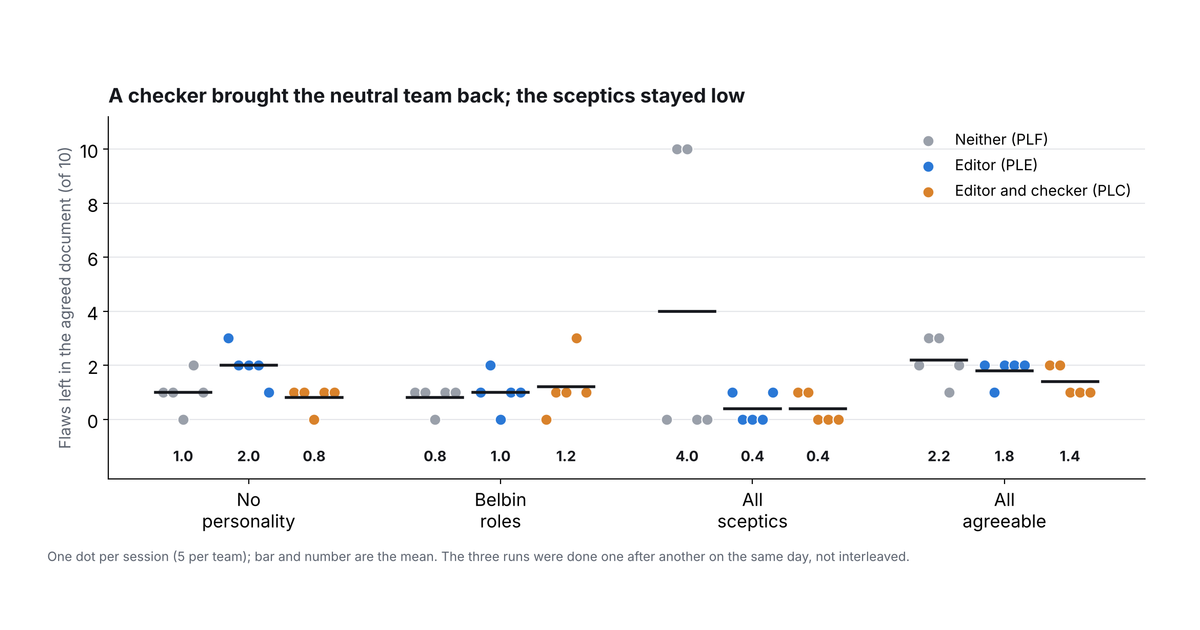 A checker brought the neutral team back; the sceptics stayed low
Flaws left in the agreed document (of 10)
10
8
6
4
2
0
Neither (PLF)
Editor (PLE)
Editor and checker (PLC)
1.0 2.0 0.8 0.8 1.0 1.2 4.0 0.4 0.4 2.2 1.8 1.4
No personality
Belbin roles
All sceptics
All agreeable
One dot per session (5 per team); bar and number are the mean. The three runs were done one after another on the same day, not interleaved.